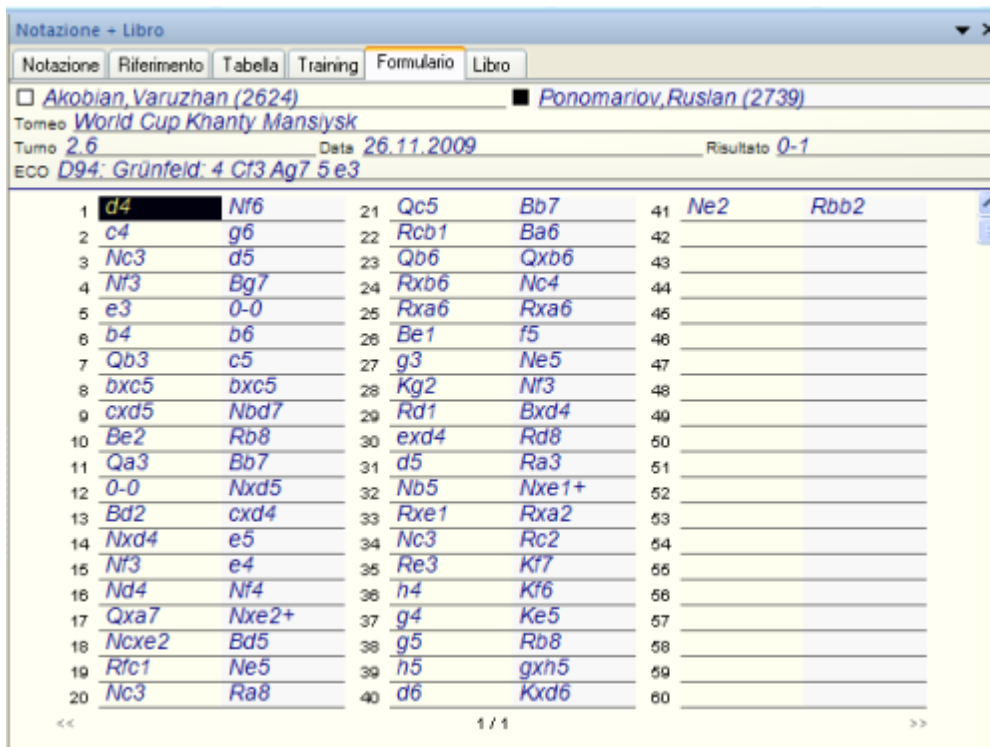 Notazione + Libro
Notazione Riferimento Tabella Training Formulario Libro
Akobian,Varuzhan (2624) Ponomariov,Ruslan (2739)
Torneo World Cup Khanty Mansiysk
Turno 2.6 Data 26.11.2009 Risultato 0-1
ECO D94: Grünfeld: 4 Cf3 Ag7 5 e3
1 d4 Nf6 21 Qc5 Bb7 41 Ne2 Rbb2
2 c4 g6 22 Rcb1 Ba6 42
3 Nc3 d5 23 Qb6 Qxb6 43
4 Nf3 Bg7 24 Rxb6 Nc4 44
5 e3 0-0 25 Rxa6 Rxa6 45
6 b4 b6 26 Be1 f5 46
7 Qb3 c5 27 g3 Ne5 47
8 bxc5 bxc5 28 Kg2 Nf3 48
9 cxd5 Nbd7 29 Rd1 Bxd4 49
10 Be2 Rb8 30 exd4 Rd8 50
11 Qa3 Bb7 31 d5 Ra3 51
12 0-0 Nxd5 32 Nb5 Nxe1+ 52
13 Bd2 cxd4 33 Rxe1 Rxa2 53
14 Nxd4 e5 34 Nc3 Rc2 54
15 Nf3 e4 35 Re3 Kf7 55
16 Nd4 Nf4 36 h4 Kf6 56
17 Qxa7 Nxe2+ 37 g4 Ke5 57
18 Ncxe2 Bd5 38 g5 Rb8 58
19 Rfc1 Ne5 39 h5 gxh5 59
20 Nc3 Ra8 40 d6 Kxd6 60
<< 1 / 1 >>